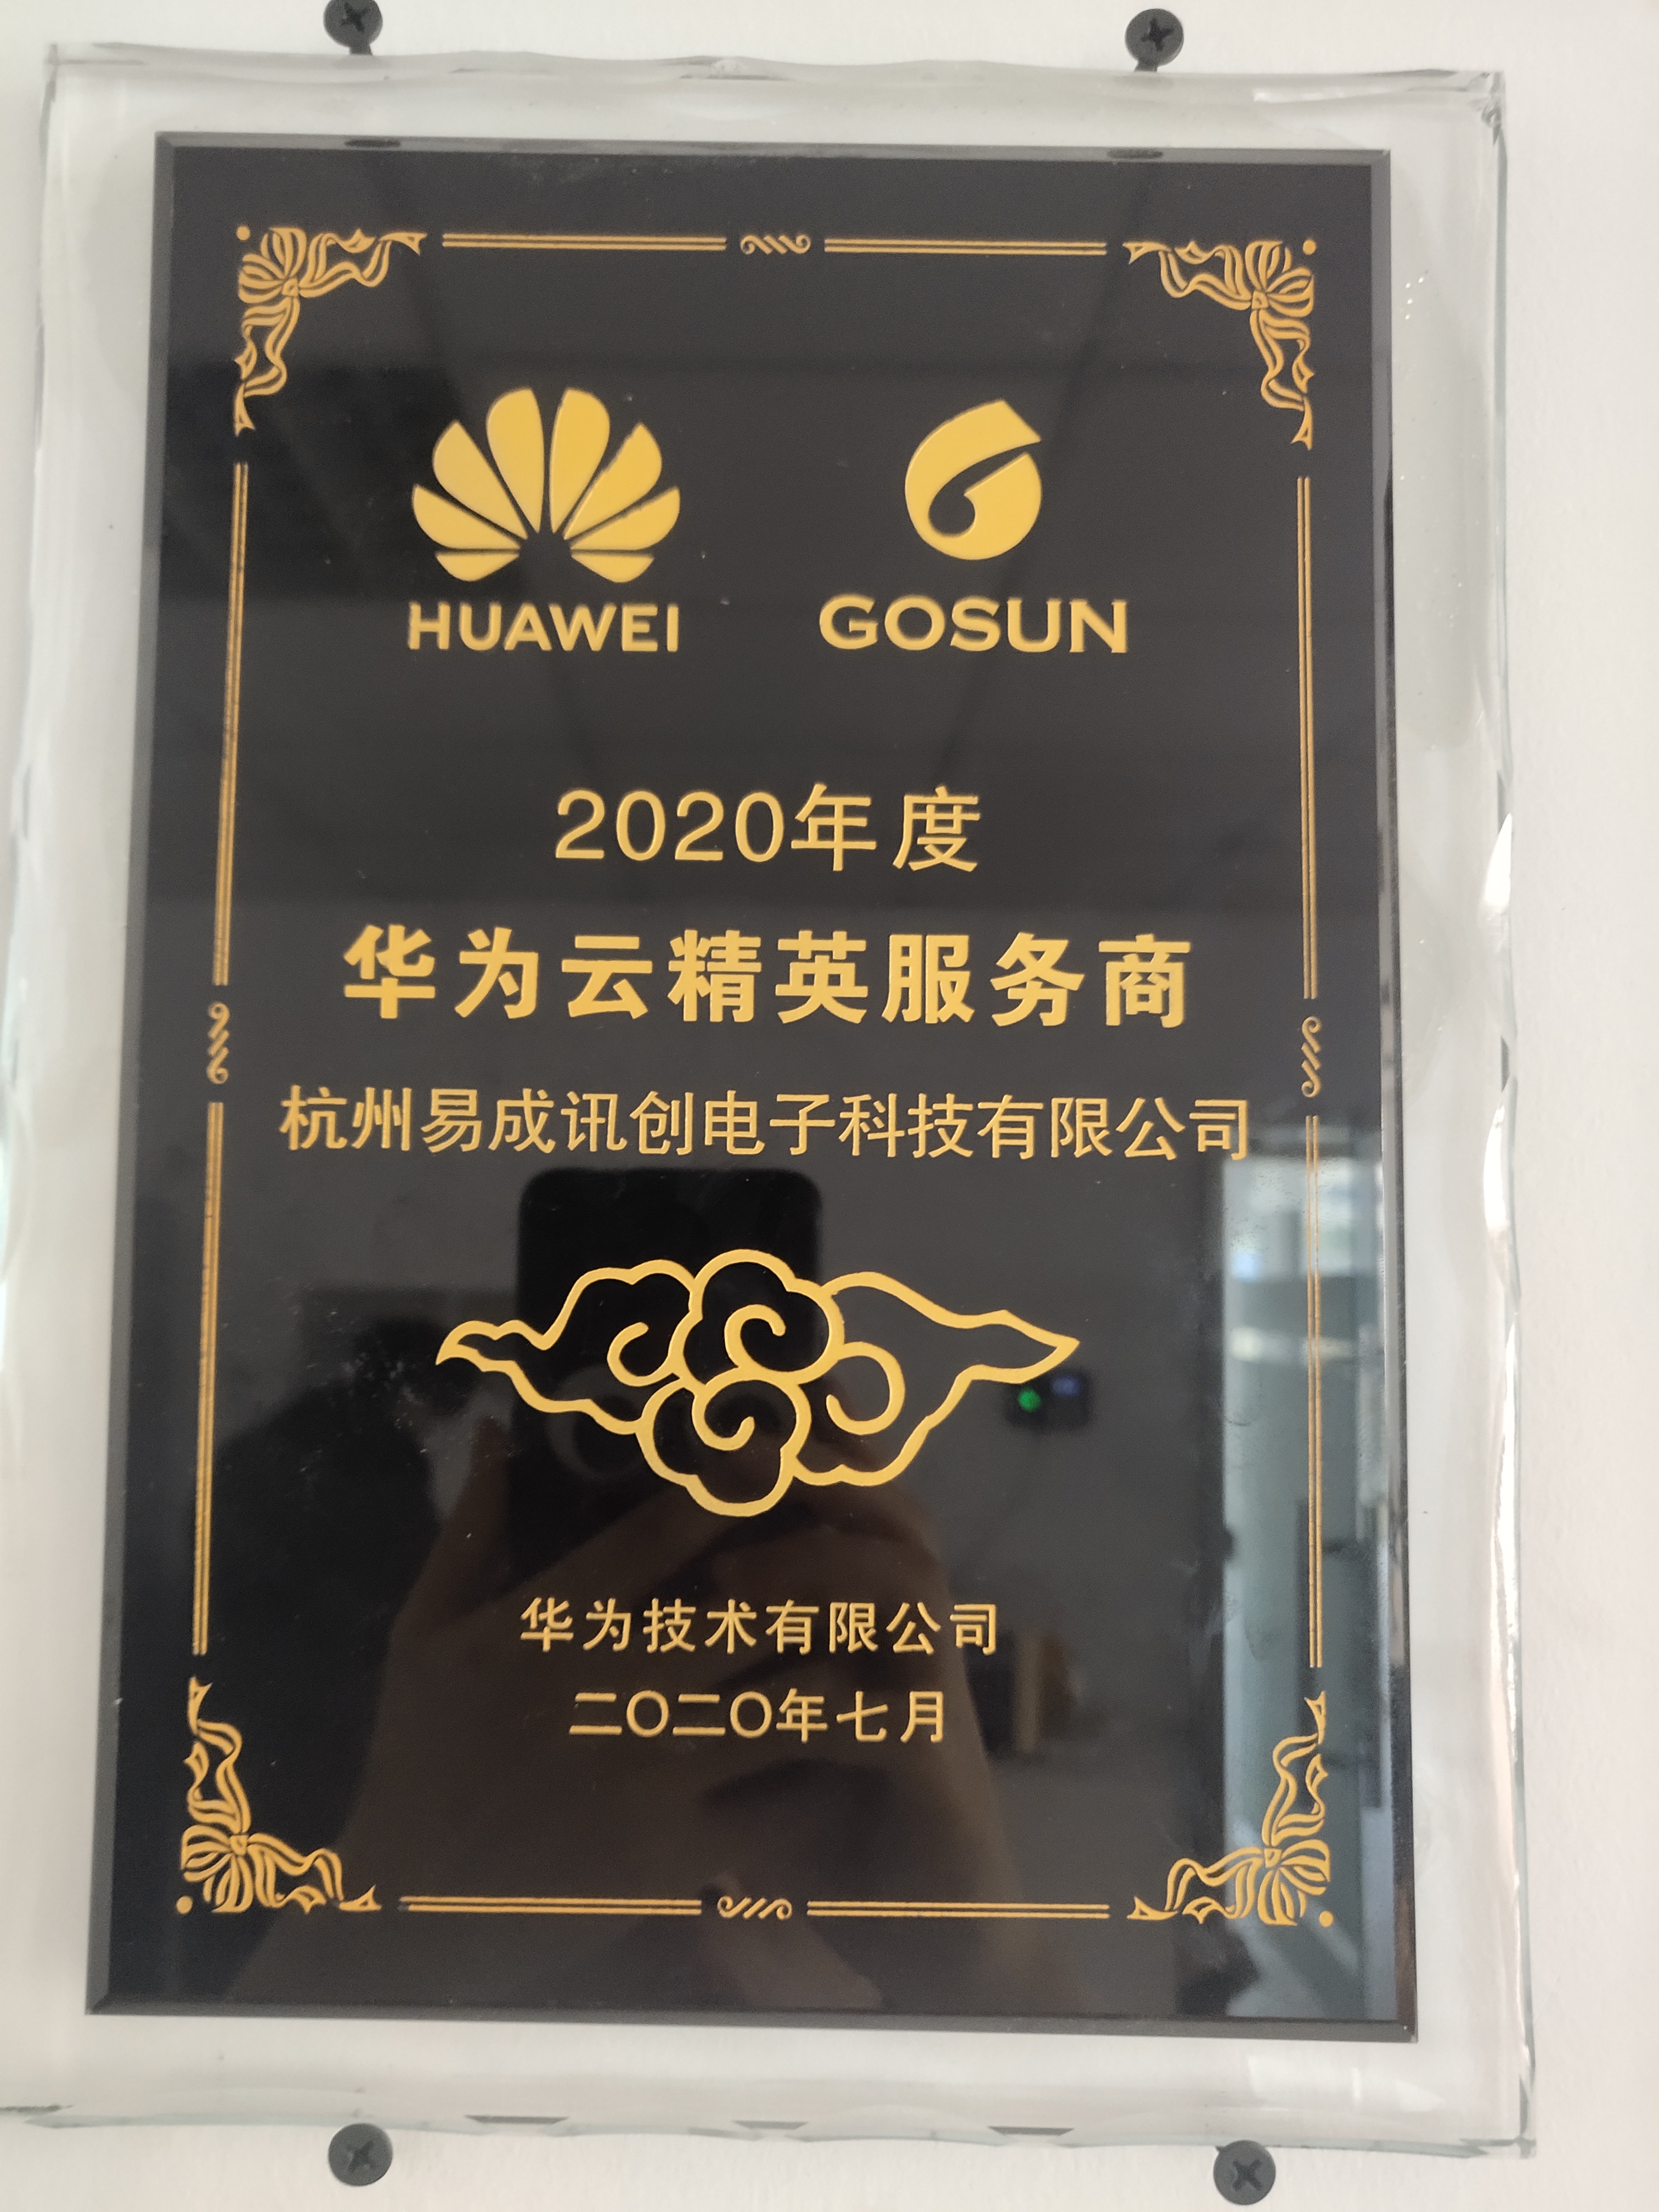 HUAWEI GOSUN
2020年度
华为云精英服务商
杭州易成讯创电子科技有限公司
华为技术有限公司
二〇二〇年七月